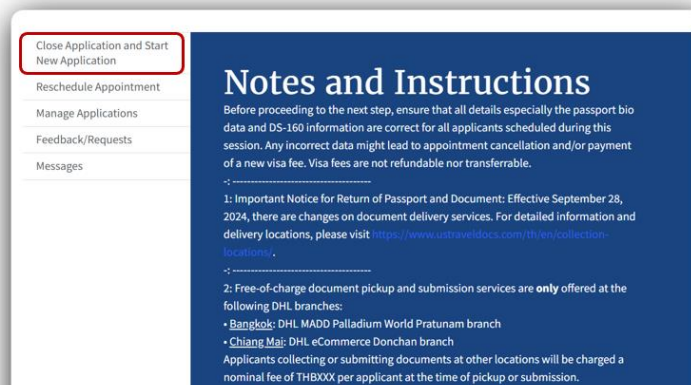 Close Application and Start
New Application
Reschedule Appointment
Manage Applications
Feedback/Requests
Messages
Notes and Instructions
Before proceeding to the next step, ensure that all details especially the passport bio
data and DS-160 information are correct for all applicants scheduled during this
session. Any incorrect data might lead to appointment cancellation and/or payment
of a new visa fee. Visa fees are not refundable nor transferrable.
-: --------------------------------------
1: Important Notice for Return of Passport and Document: Effective September 28,
2024, there are changes on document delivery services. For detailed information and
delivery locations, please visit https://www.ustraveldocs.com/th/en/collection-
locations/.
-: --------------------------------------
2: Free-of-charge document pickup and submission services are only offered at the
following DHL branches:
• Bangkok: DHL MADD Palladium World Pratunam branch
• Chiang Mai: DHL eCommerce Donchan branch
Applicants collecting or submitting documents at other locations will be charged a
nominal fee of THBXXX per applicant at the time of pickup or submission.